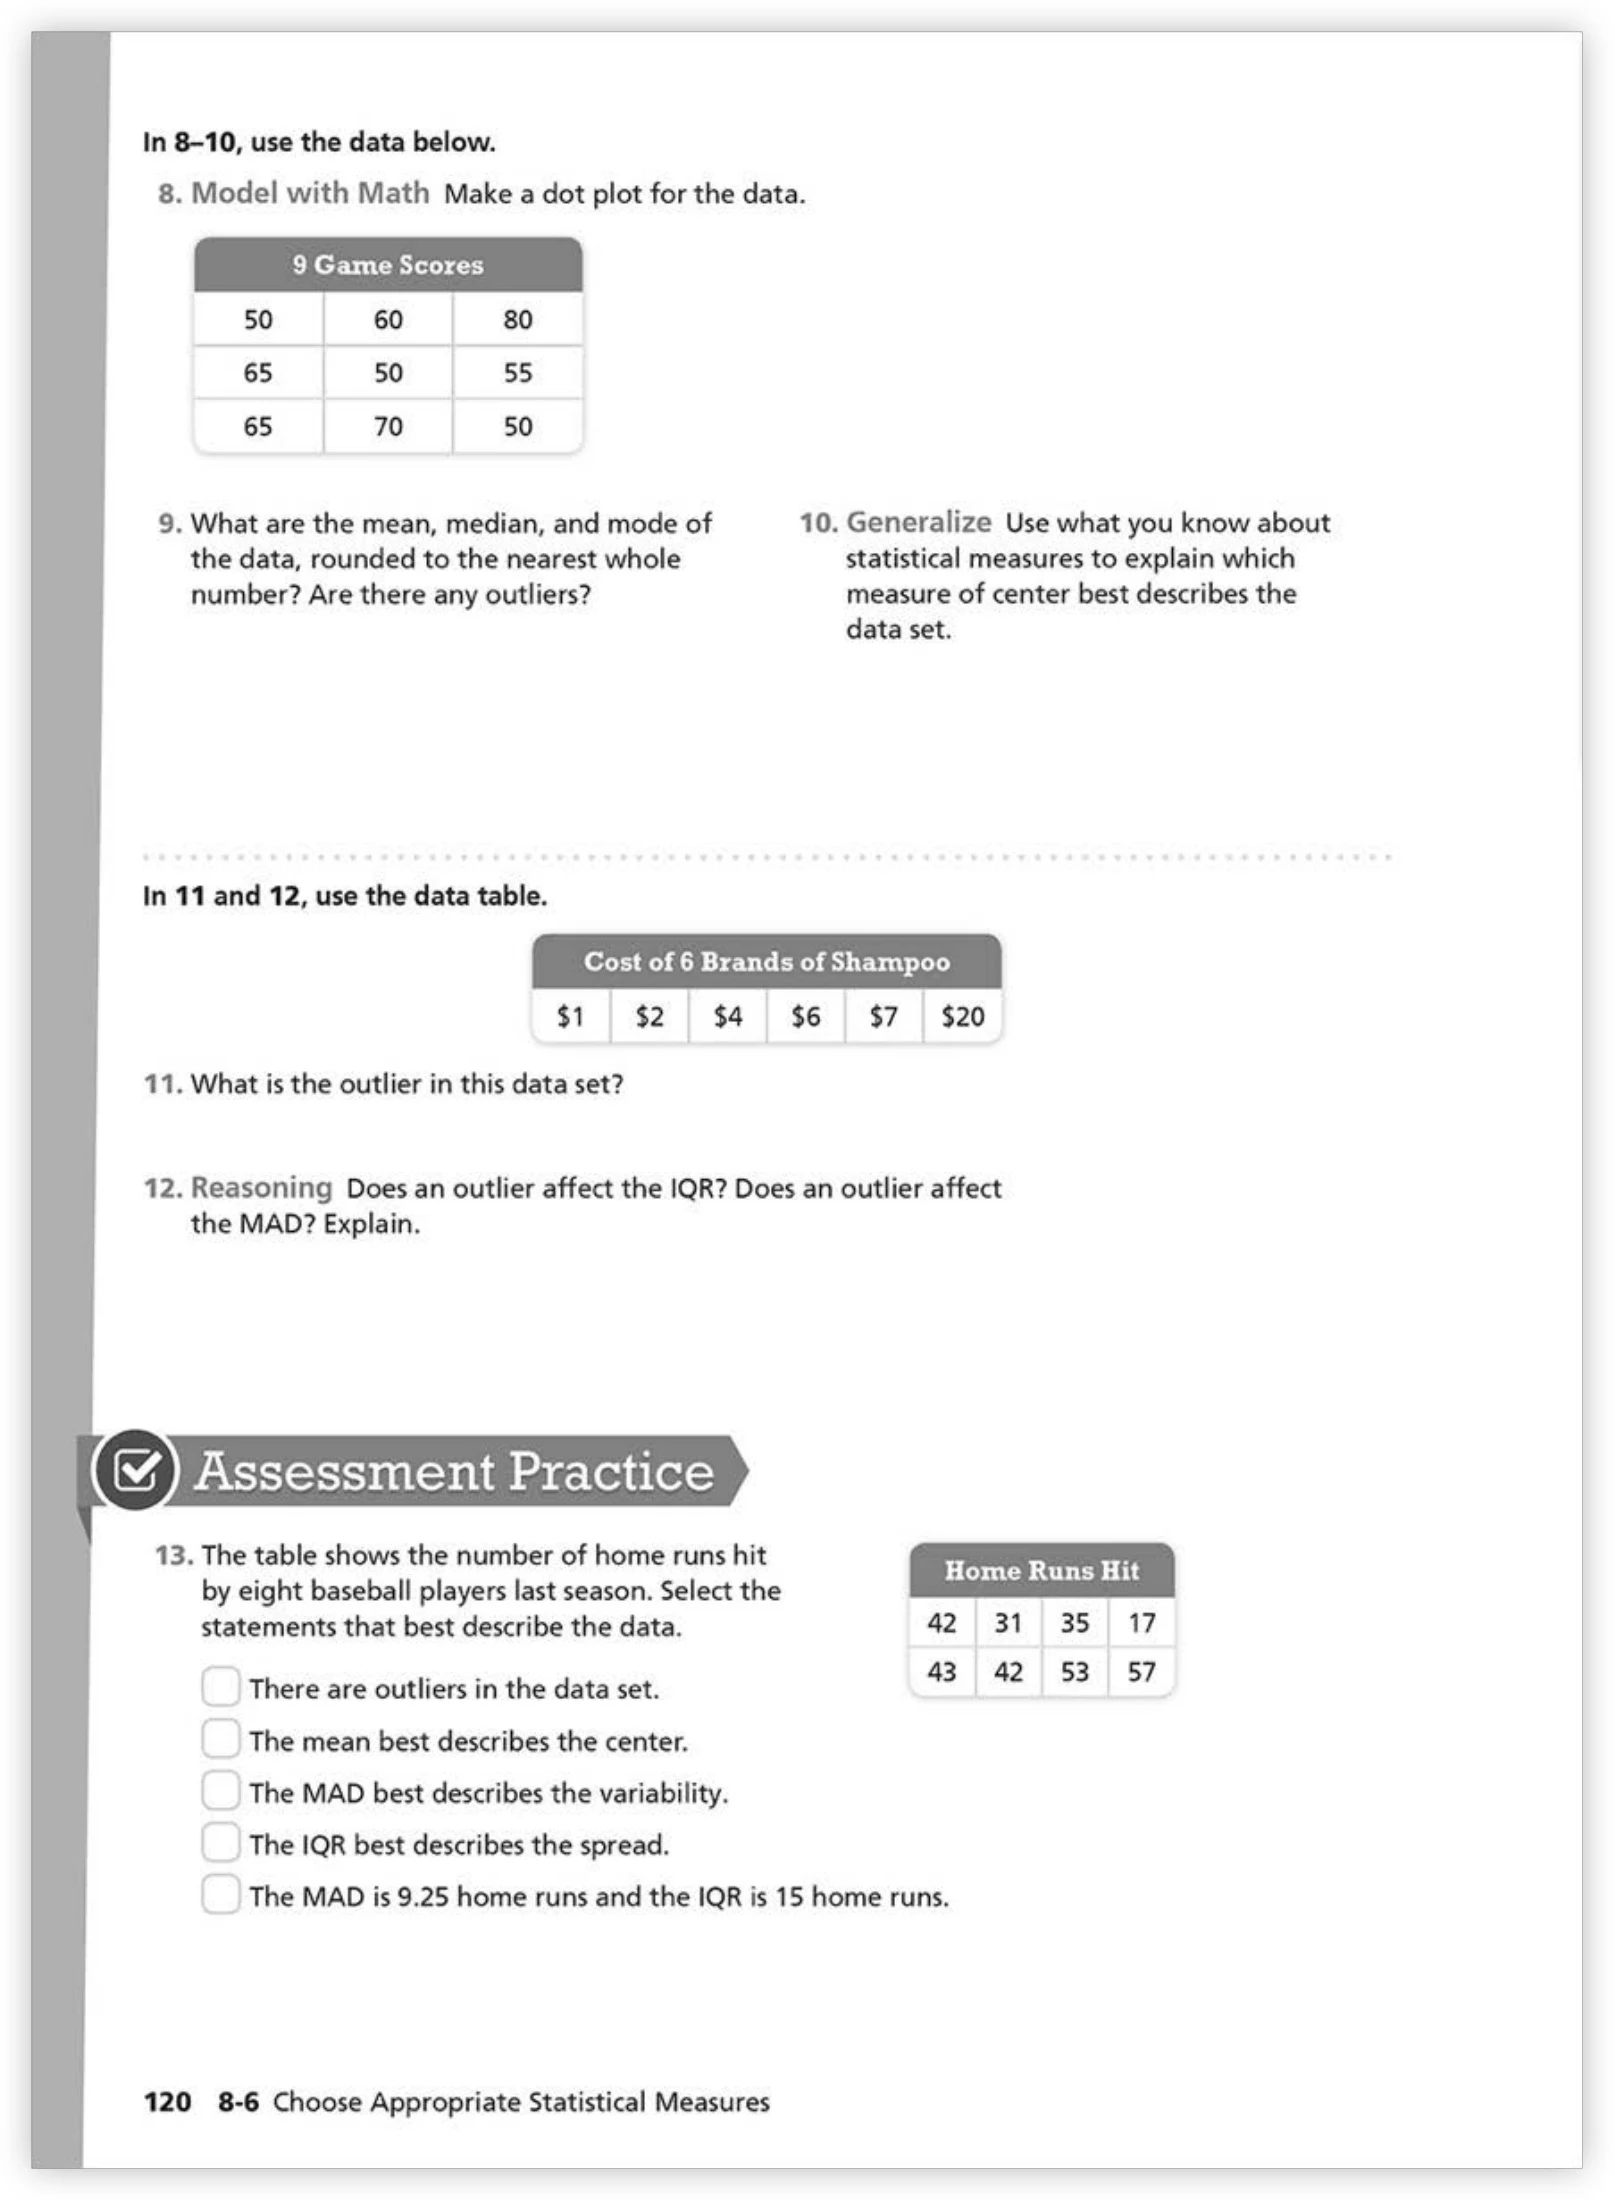 In 8–10, use the data below.
8. Model with Math Make a dot plot for the data.
9 Game Scores
50 60 80
65 50 55
65 70 50
9. What are the mean, median, and mode of
the data, rounded to the nearest whole
number? Are there any outliers?
10. Generalize Use what you know about
statistical measures to explain which
measure of center best describes the
data set.
In 11 and 12, use the data table.
Cost of 6 Brands of Shampoo
$1 $2 $4 $6 $7 $20
11. What is the outlier in this data set?
12. Reasoning Does an outlier affect the IQR? Does an outlier affect
the MAD? Explain.
Assessment Practice
13. The table shows the number of home runs hit
by eight baseball players last season. Select the
statements that best describe the data.
There are outliers in the data set.
The mean best describes the center.
The MAD best describes the variability.
The IQR best describes the spread.
The MAD is 9.25 home runs and the IQR is 15 home runs.
Home Runs Hit
42 31 35 17
43 42 53 57
120 8-6 Choose Appropriate Statistical Measures